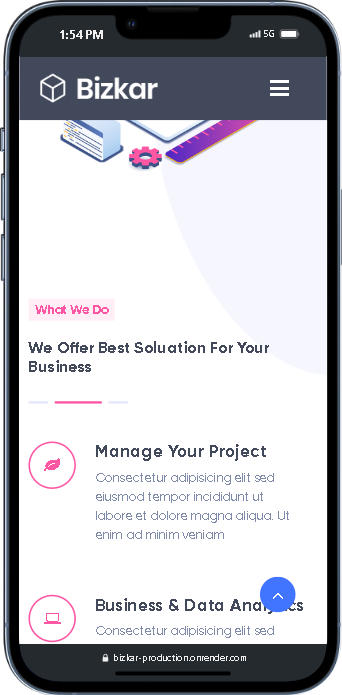 1:54 PM
5G
Bizkar
What We Do
We Offer Best Soluation For Your
Business
Manage Your Project
Consectetur adipisicing elit sed
eiusmod tempor incididunt ut
labore et dolore magna aliqua. Ut
enim ad minim veniam
Business & Data Analytics
Consectetur adipisicing elit sed
bizkar-production.onrender.com